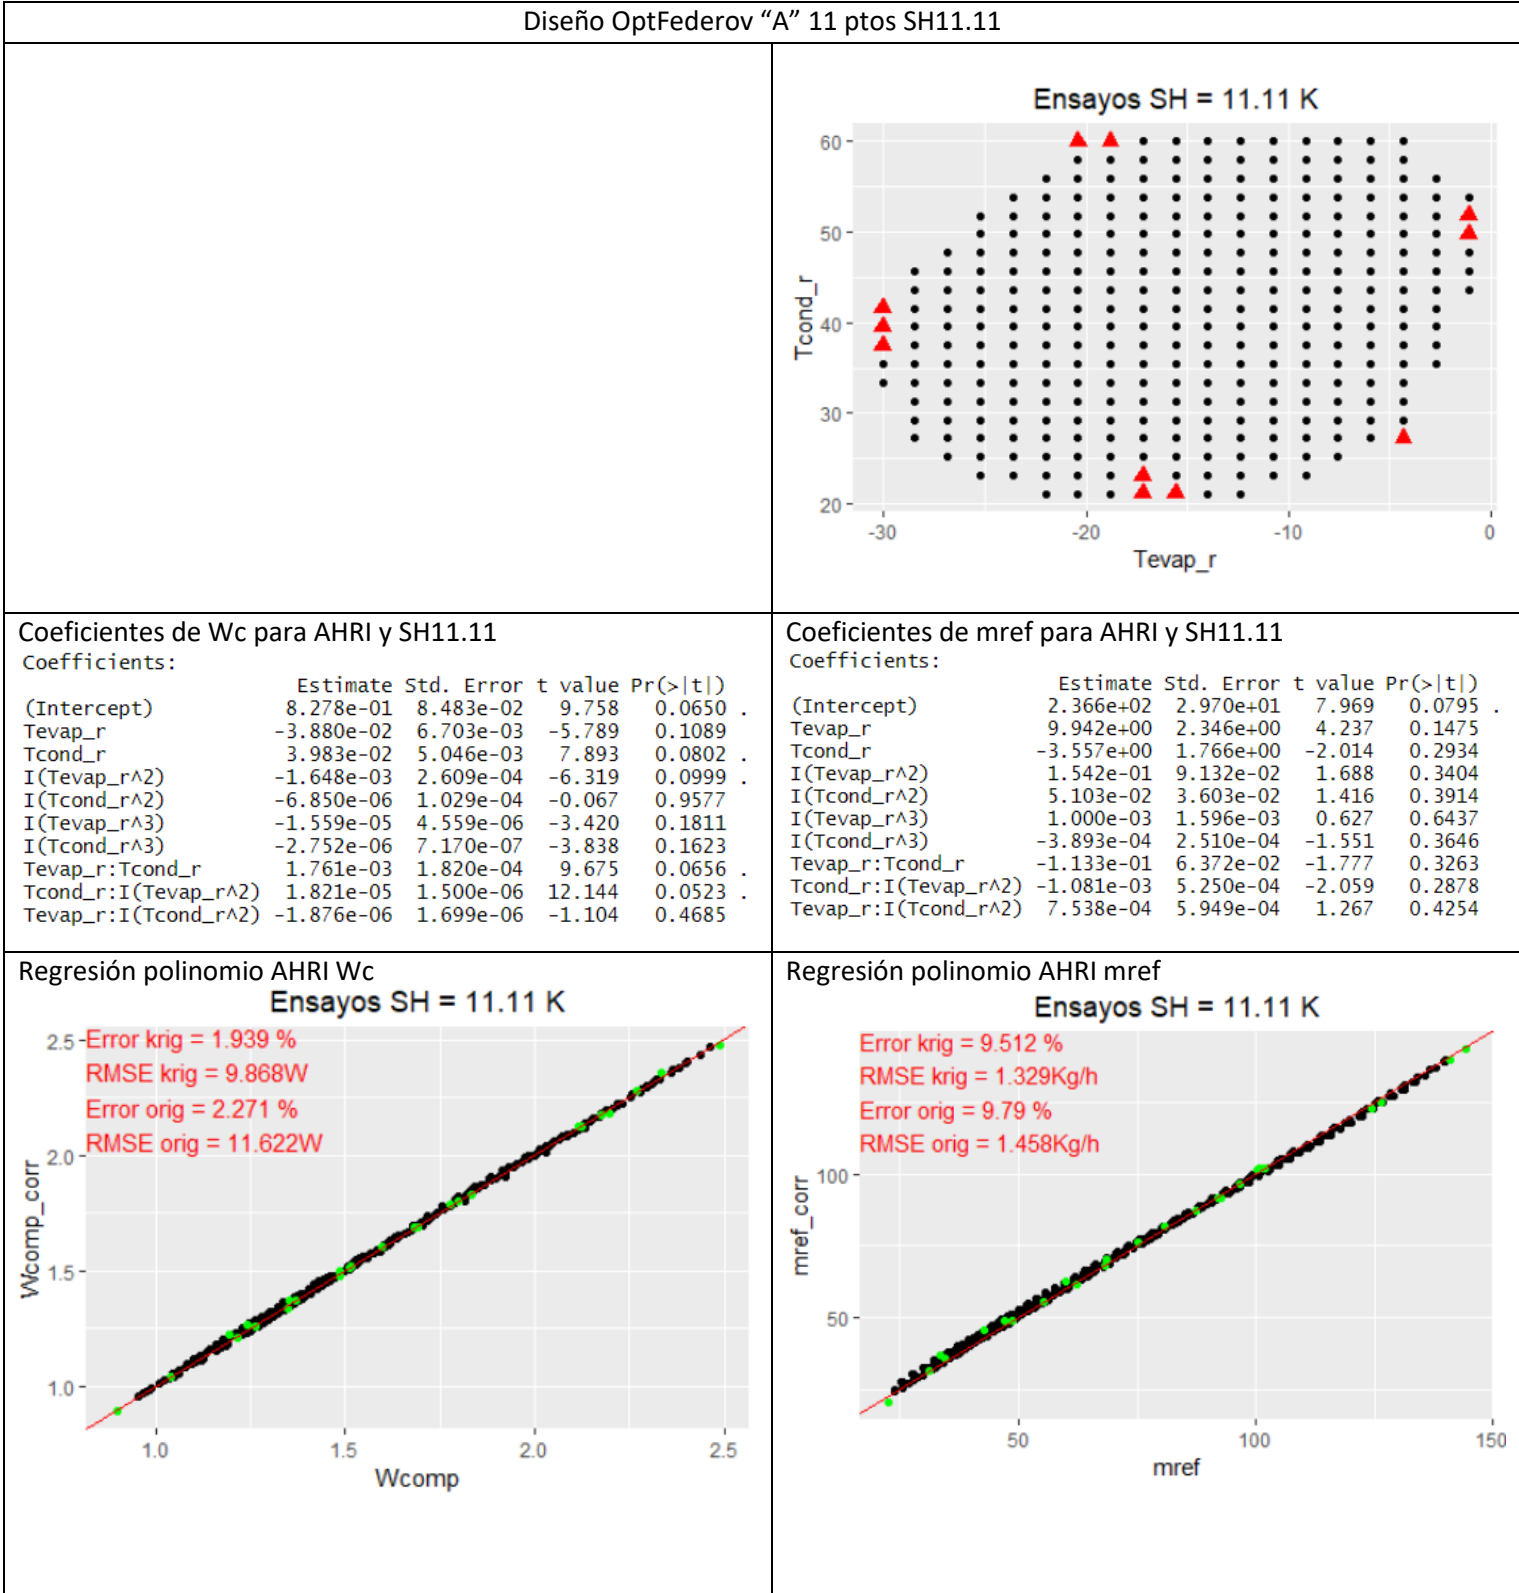 Diseño OptFederov “A” 11 ptos SH11.11
Ensayos SH = 11.11 K
60
50
40
30
20
Tcond_r
-30 -20 -10 0
Tevap_r
Coeficientes de Wc para AHRI y SH11.11
Coefficients:
Estimate Std. Error t value Pr(>|t|)
(Intercept) 8.278e-01 8.483e-02 9.758 0.0650 .
Tevap_r -3.880e-02 6.703e-03 -5.789 0.1089
Tcond_r 3.983e-02 5.046e-03 7.893 0.0802 .
I(Tevap_r^2) -1.648e-03 2.609e-04 -6.319 0.0999 .
I(Tcond_r^2) -6.850e-06 1.029e-04 -0.067 0.9577
I(Tevap_r^3) -1.559e-05 4.559e-06 -3.420 0.1811
I(Tcond_r^3) -2.752e-06 7.170e-07 -3.838 0.1623
Tevap_r:Tcond_r 1.761e-03 1.820e-04 9.675 0.0656 .
Tcond_r:I(Tevap_r^2) 1.821e-05 1.500e-06 12.144 0.0523 .
Tevap_r:I(Tcond_r^2) -1.876e-06 1.699e-06 -1.104 0.4685
Coeficientes de mref para AHRI y SH11.11
Coefficients:
Estimate Std. Error t value Pr(>|t|)
(Intercept) 2.366e+02 2.970e+01 7.969 0.0795 .
Tevap_r 9.942e+00 2.346e+00 4.237 0.1475
Tcond_r -3.557e+00 1.766e+00 -2.014 0.2934
I(Tevap_r^2) 1.542e-01 9.132e-02 1.688 0.3404
I(Tcond_r^2) 5.103e-02 3.603e-02 1.416 0.3914
I(Tevap_r^3) 1.000e-03 1.596e-03 0.627 0.6437
I(Tcond_r^3) -3.893e-04 2.510e-04 -1.551 0.3646
Tevap_r:Tcond_r -1.133e-01 6.372e-02 -1.777 0.3263
Tcond_r:I(Tevap_r^2) -1.081e-03 5.250e-04 -2.059 0.2878
Tevap_r:I(Tcond_r^2) 7.538e-04 5.949e-04 1.267 0.4254
Regresión polinomio AHRI Wc
Ensayos SH = 11.11 K
Error krig = 1.939 %
RMSE krig = 9.868W
Error orig = 2.271 %
RMSE orig = 11.622W
2.5
2.0
1.5
1.0
Wcomp_corr
1.0 1.5 2.0 2.5
Wcomp
Regresión polinomio AHRI mref
Ensayos SH = 11.11 K
Error krig = 9.512 %
RMSE krig = 1.329Kg/h
Error orig = 9.79 %
RMSE orig = 1.458Kg/h
100
50
mref_corr
50 100 150
mref